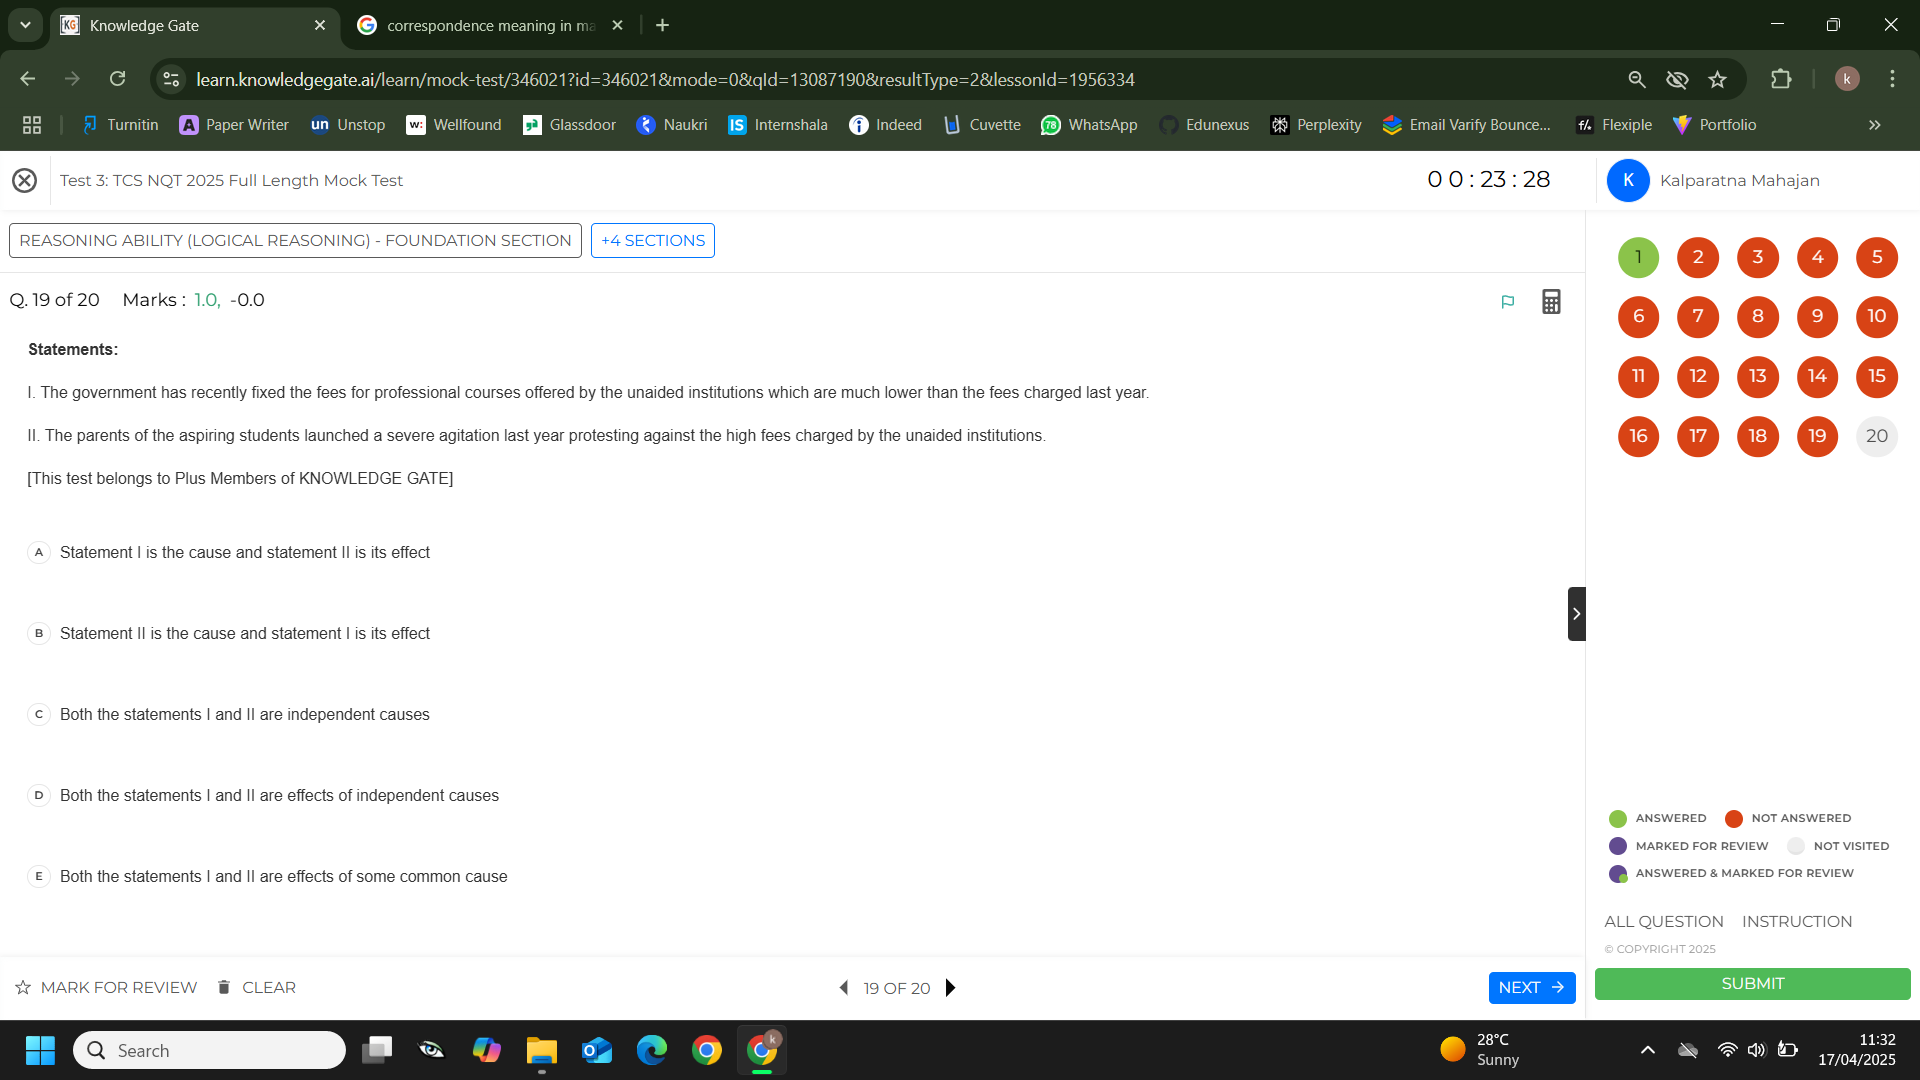 Knowledge Gate
correspondence meaning in ma
learn.knowledgegate.ai/learn/mock-test/346021?id=346021&mode=0&qId=13087190&resultType=2&lessonId=1956334
k
Turnitin
A Paper Writer
un Unstop
w: Wellfound
Glassdoor
Naukri
IS Internshala
Indeed
Cuvette
78 WhatsApp
Edunexus
Perplexity
Email Varify Bounce...
f/. Flexiple
Portfolio
Test 3: TCS NQT 2025 Full Length Mock Test
0 0 : 23 : 28
K Kalparatna Mahajan
REASONING ABILITY (LOGICAL REASONING) - FOUNDATION SECTION
+4 SECTIONS
Q. 19 of 20 Marks : 1.0, -0.0
Statements:
I. The government has recently fixed the fees for professional courses offered by the unaided institutions which are much lower than the fees charged last year.
II. The parents of the aspiring students launched a severe agitation last year protesting against the high fees charged by the unaided institutions.
[This test belongs to Plus Members of KNOWLEDGE GATE]
A Statement I is the cause and statement II is its effect
B Statement II is the cause and statement I is its effect
C Both the statements I and II are independent causes
D Both the statements I and II are effects of independent causes
E Both the statements I and II are effects of some common cause
MARK FOR REVIEW
CLEAR
19 OF 20
NEXT
1 2 3 4 5
6 7 8 9 10
11 12 13 14 15
16 17 18 19 20
ANSWERED NOT ANSWERED
MARKED FOR REVIEW NOT VISITED
ANSWERED & MARKED FOR REVIEW
ALL QUESTION INSTRUCTION
© COPYRIGHT 2025
SUBMIT
Search
k
28°C
Sunny
11:32
17/04/2025